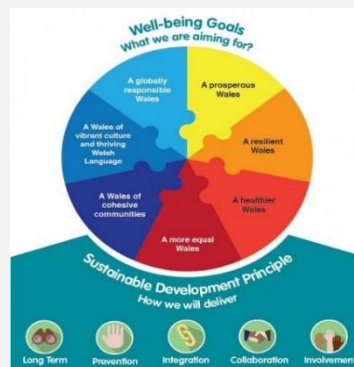 Well-being Goals
What we are aiming for?
A globally
responsible
Wales
A prosperous
Wales
A Wales of
vibrant culture
and thriving
Welsh
Language
A resilient
Wales
A Wales of
cohesive
communities
A healthier
Wales
A more equal
Wales
Sustainable Development Principle
How we will deliver
Long Term
Prevention
Integration
Collaboration
Involvement